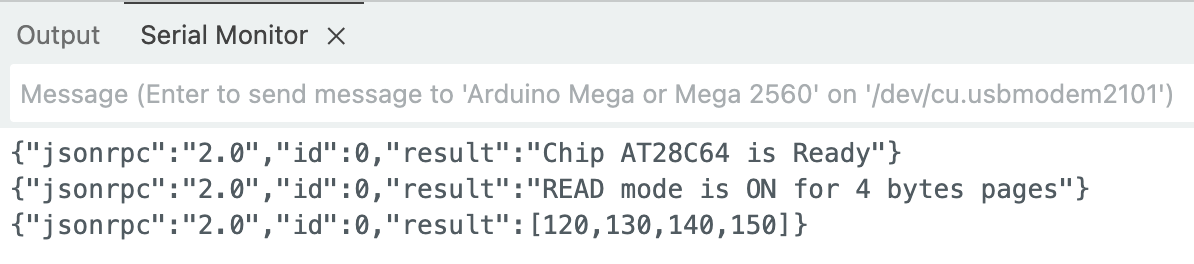 Output Serial Monitor ×
Message (Enter to send message to 'Arduino Mega or Mega 2560' on '/dev/cu.usbmodem2101')
{"jsonrpc":"2.0","id":0,"result":"Chip AT28C64 is Ready"}
{"jsonrpc":"2.0","id":0,"result":"READ mode is ON for 4 bytes pages"}
{"jsonrpc":"2.0","id":0,"result":[120,130,140,150]}